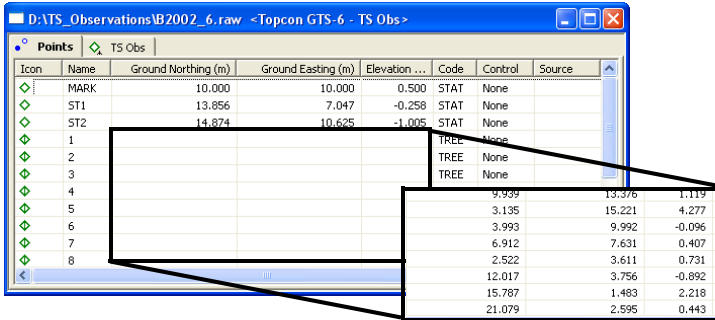 D:\TS_Observations\B2002_6.raw <Topcon GTS-6 - TS Obs>
Points TS Obs
Icon Name Ground Northing (m) Ground Easting (m) Elevation ... Code Control Source
MARK 10.000 10.000 0.500 STAT None
ST1 13.856 7.047 -0.258 STAT None
ST2 14.874 10.625 -1.005 STAT None
1 TREE None
2 TREE None
3 TREE None
4
5
6
7
8
9.939 13.376 1.119
3.135 15.221 4.277
3.993 9.992 -0.096
6.912 7.631 0.407
2.522 3.611 0.731
12.017 3.756 -0.892
15.787 1.483 2.218
21.079 2.595 0.443